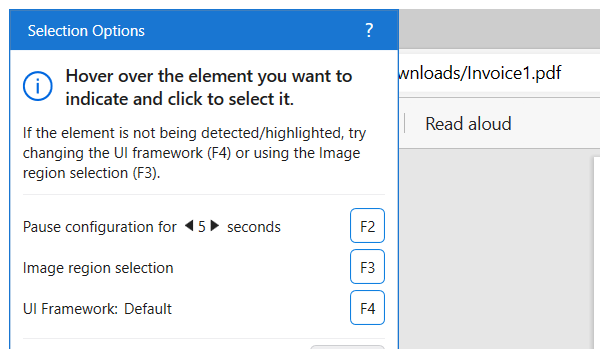 Selection Options ?
Hover over the element you want to
indicate and click to select it.
wnloads/Invoice1.pdf
Read aloud
If the element is not being detected/highlighted, try
changing the UI framework (F4) or using the Image
region selection (F3).
Pause configuration for 5 seconds F2
Image region selection F3
UI Framework: Default F4